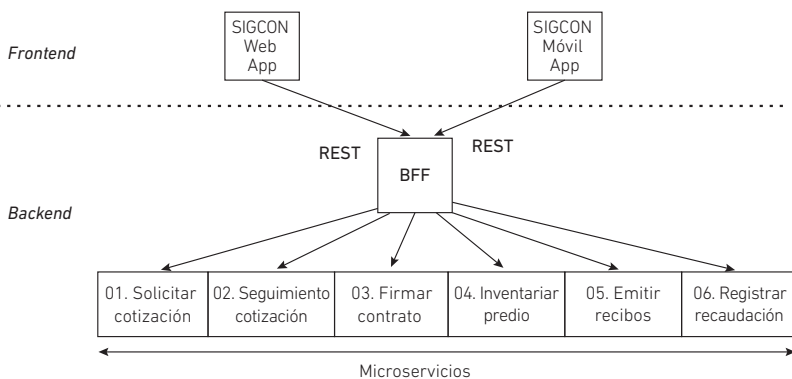 SIGCON
Web
App
SIGCON
Móvil
App
Frontend
REST
REST
BFF
Backend
01. Solicitar
cotización
02. Seguimiento
cotización
03. Firmar
contrato
04. Inventariar
predio
05. Emitir
recibos
06. Registrar
recaudación
Microservicios